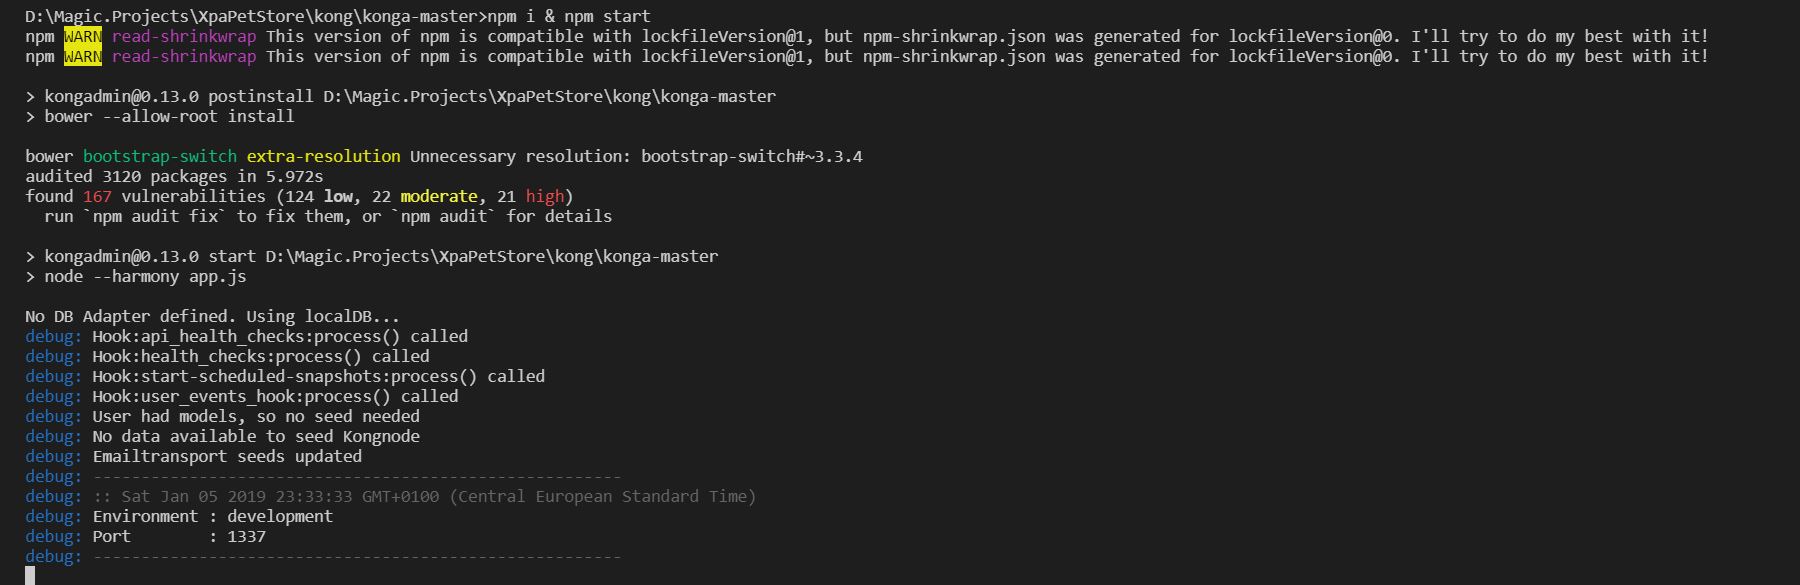 D:\Magic.Projects\XpaPetStore\kong\konga-master>npm i & npm start
npm WARN read-shrinkwrap This version of npm is compatible with lockfileVersion@1, but npm-shrinkwrap.json was generated for lockfileVersion@0. I'll try to do my best with it!
npm WARN read-shrinkwrap This version of npm is compatible with lockfileVersion@1, but npm-shrinkwrap.json was generated for lockfileVersion@0. I'll try to do my best with it!
> kongadmin@0.13.0 postinstall D:\Magic.Projects\XpaPetStore\kong\konga-master
> bower --allow-root install
bower bootstrap-switch extra-resolution Unnecessary resolution: bootstrap-switch#~3.3.4
audited 3120 packages in 5.972s
found 167 vulnerabilities (124 low, 22 moderate, 21 high)
  run `npm audit fix` to fix them, or `npm audit` for details
> kongadmin@0.13.0 start D:\Magic.Projects\XpaPetStore\kong\konga-master
> node --harmony app.js
No DB Adapter defined. Using localDB...
debug: Hook:api_health_checks:process() called
debug: Hook:health_checks:process() called
debug: Hook:start-scheduled-snapshots:process() called
debug: Hook:user_events_hook:process() called
debug: User had models, so no seed needed
debug: No data available to seed Kongnode
debug: Emailtransport seeds updated
debug: -------------------------------------------------------
debug: :: Sat Jan 05 2019 23:33:33 GMT+0100 (Central European Standard Time)
debug: Environment : development
debug: Port        : 1337
debug: -------------------------------------------------------